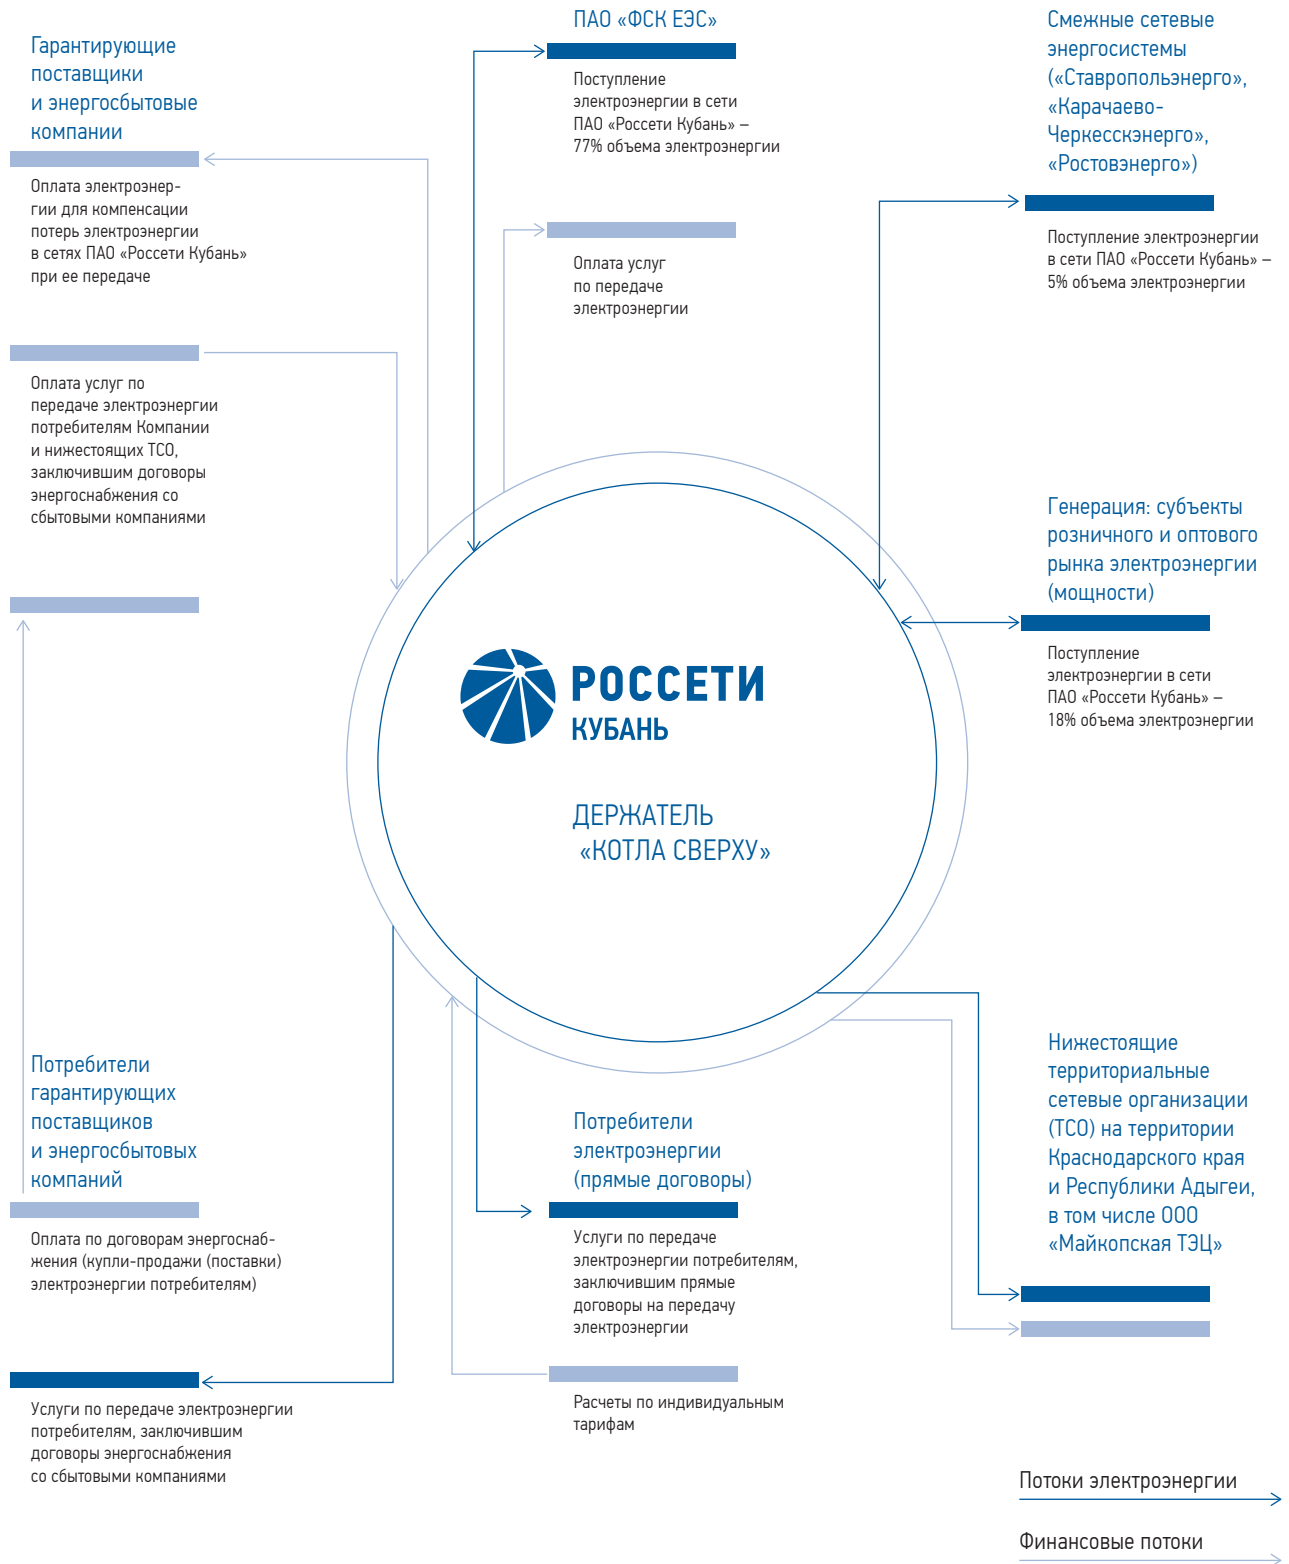 Гарантирующие
поставщики
и энергосбытовые
компании
Оплата электроэнер-
гии для компенсации
потерь электроэнергии
в сетях ПАО «Россети Кубань»
при ее передаче
Оплата услуг по
передаче электроэнергии
потребителям Компании
и нижестоящих ТСО,
заключившим договоры
энергоснабжения со
сбытовыми компаниями
ПАО «ФСК ЕЭС»
Поступление
электроэнергии в сети
ПАО «Россети Кубань» –
77% объема электроэнергии
Оплата услуг
по передаче
электроэнергии
Смежные сетевые
энергосистемы
(«Ставропольэнерго»,
«Карачаево-
Черкесскэнерго»,
«Ростовэнерго»)
Поступление электроэнергии
в сети ПАО «Россети Кубань» –
5% объема электроэнергии
Генерация: субъекты
розничного и оптового
рынка электроэнергии
(мощности)
Поступление
электроэнергии в сети
ПАО «Россети Кубань» –
18% объема электроэнергии
РОССЕТИ
КУБАНЬ
ДЕРЖАТЕЛЬ
«КОТЛА СВЕРХУ»
Потребители
гарантирующих
поставщиков
и энергосбытовых
компаний
Оплата по договорам энергоснаб-
жения (купли-продажи (поставки)
электроэнергии потребителям)
Услуги по передаче электроэнергии
потребителям, заключившим
договоры энергоснабжения
со сбытовыми компаниями
Потребители
электроэнергии
(прямые договоры)
Услуги по передаче
электроэнергии потребителям,
заключившим прямые
договоры на передачу
электроэнергии
Расчеты по индивидуальным
тарифам
Нижестоящие
территориальные
сетевые организации
(ТСО) на территории
Краснодарского края
и Республики Адыгеи,
в том числе ООО
«Майкопская ТЭЦ»
Потоки электроэнергии
Финансовые потоки